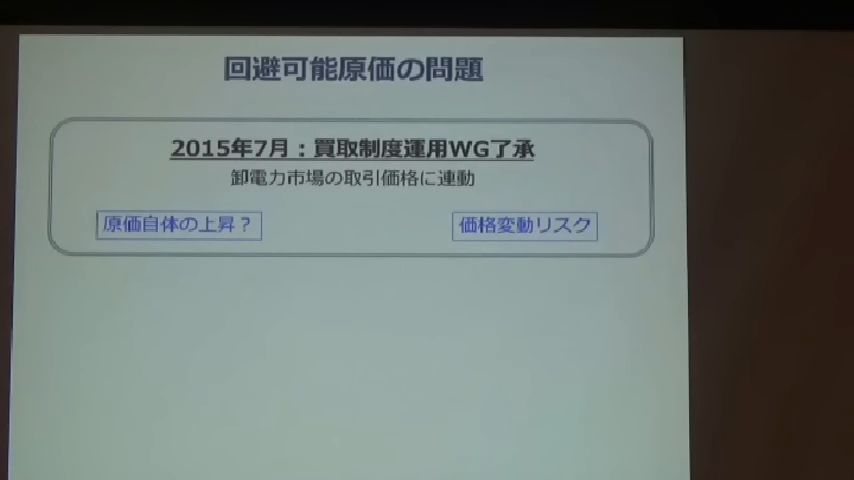 回避可能原価の問題
2015年7月：買取制度運用WG了承
卸電力市場の取引価格に連動
原価自体の上昇？
価格変動リスク